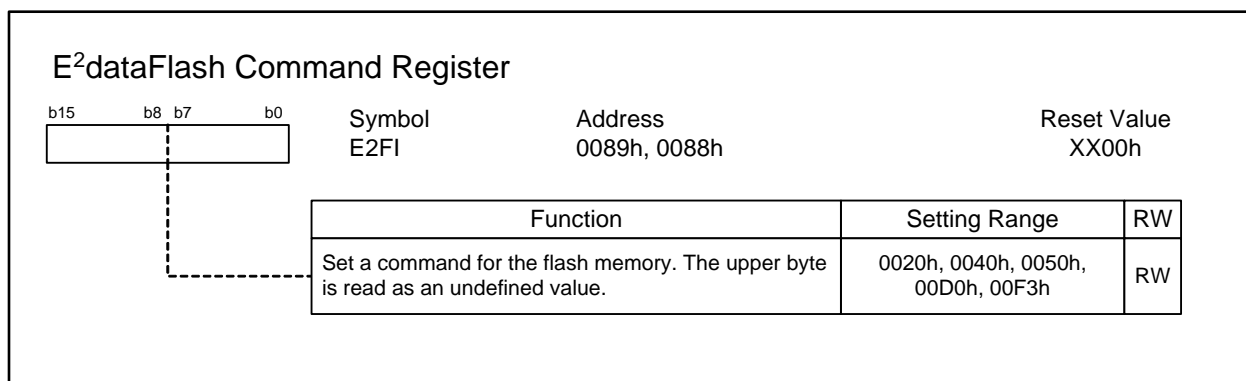 E²dataFlash Command Register
b15 b8 b7 b0
Symbol Address Reset Value
E2FI 0089h, 0088h XX00h
Function Setting Range RW
Set a command for the flash memory. The upper byte
is read as an undefined value.
0020h, 0040h, 0050h,
00D0h, 00F3h
RW